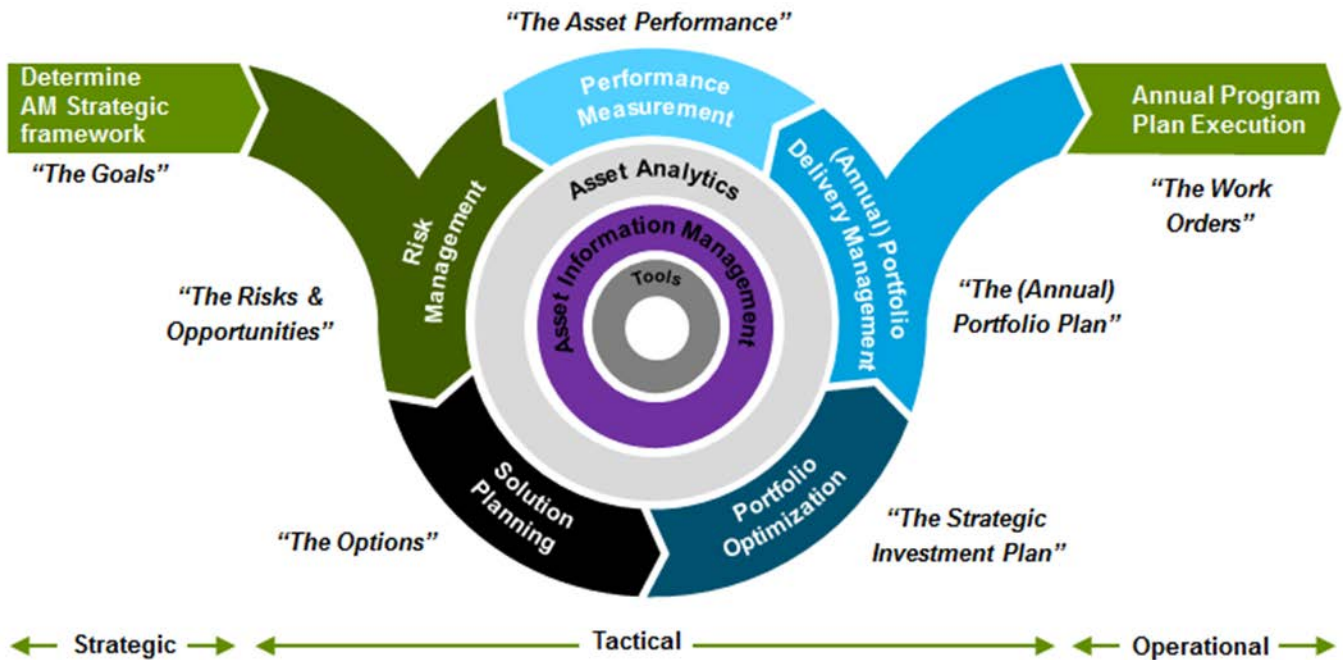 “The Asset Performance”
Determine
AM Strategic
framework
“The Goals”
Performance
Measurement
Annual Program
Plan Execution
“The Work
Orders”
Risk
Management
“The Risks &
Opportunities”
Asset Analytics
Asset Information Management
Tools
(Annual) Portfolio
Delivery Management
“The (Annual)
Portfolio Plan”
Solution
Planning
“The Options”
Portfolio
Optimization
“The Strategic
Investment Plan”
Strategic
Tactical
Operational